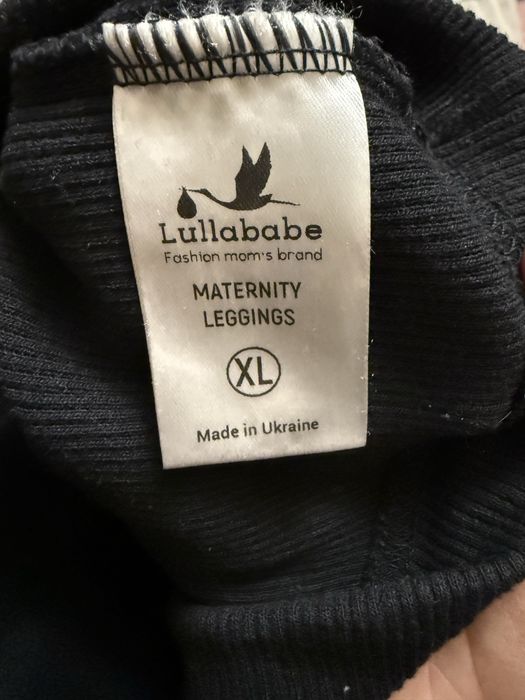 Lullababe
Fashion mom's brand
MATERNITY
LEGGINGS
XL
Made in Ukraine